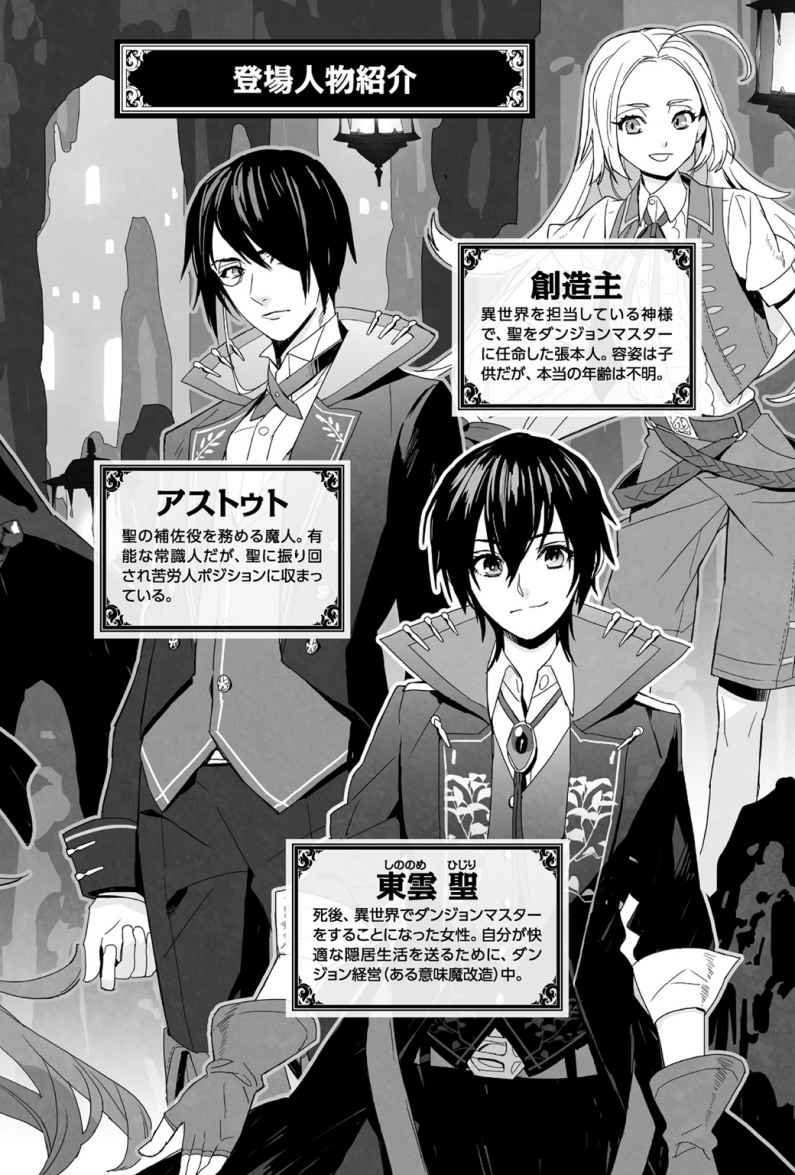 登場人物紹介
創造主
異世界を担当している神様
で、聖をダンジョンマスター
に任命した張本人。容姿は子
供だが、本当の年齢は不明。
アストゥト
聖の補佐役を務める魔人。有
能な常識人だが、聖に振り回
され苦労人ポジションに収まっ
ている。
しののめ ひじり
東雲 聖
死後、異世界でダンジョンマスター
をすることになった女性。自分が快
適な隠居生活を送るために、ダン
ジョン経営(ある意味魔改造)中。